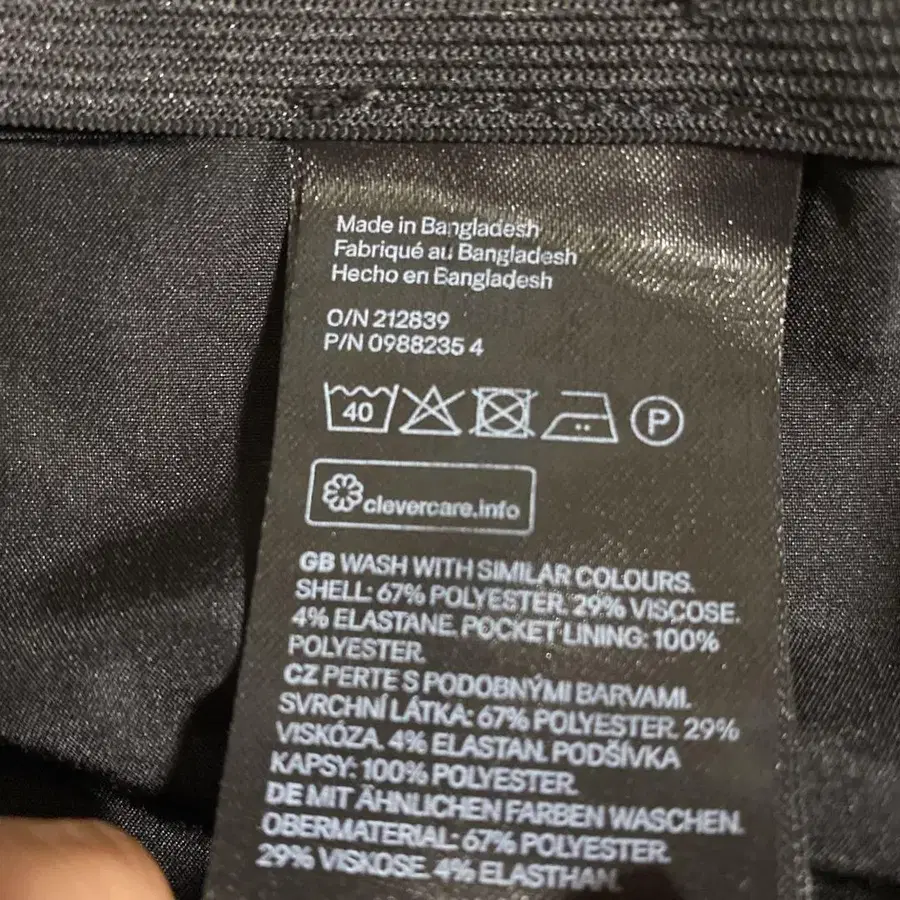 Made in Bangladesh
Fabriqué au Bangladesh
Hecho en Bangladesh
O/N 212839
P/N 0988235 4
40 P
clevercare.info
GB WASH WITH SIMILAR COLOURS.
SHELL: 67% POLYESTER. 29% VISCOSE.
4% ELASTANE. POCKET LINING: 100%
POLYESTER.
CZ PERTE S PODOBNÝMI BARVAMI.
SVRCHNÍ LÁTKA: 67% POLYESTER. 29%
VISKÓZA. 4% ELASTAN. PODŠÍVKA
KAPSY: 100% POLYESTER.
DE MIT ÄHNLICHEN FARBEN WASCHEN.
OBERMATERIAL: 67% POLYESTER.
29% VISKOSE. 4% ELASTHAN.